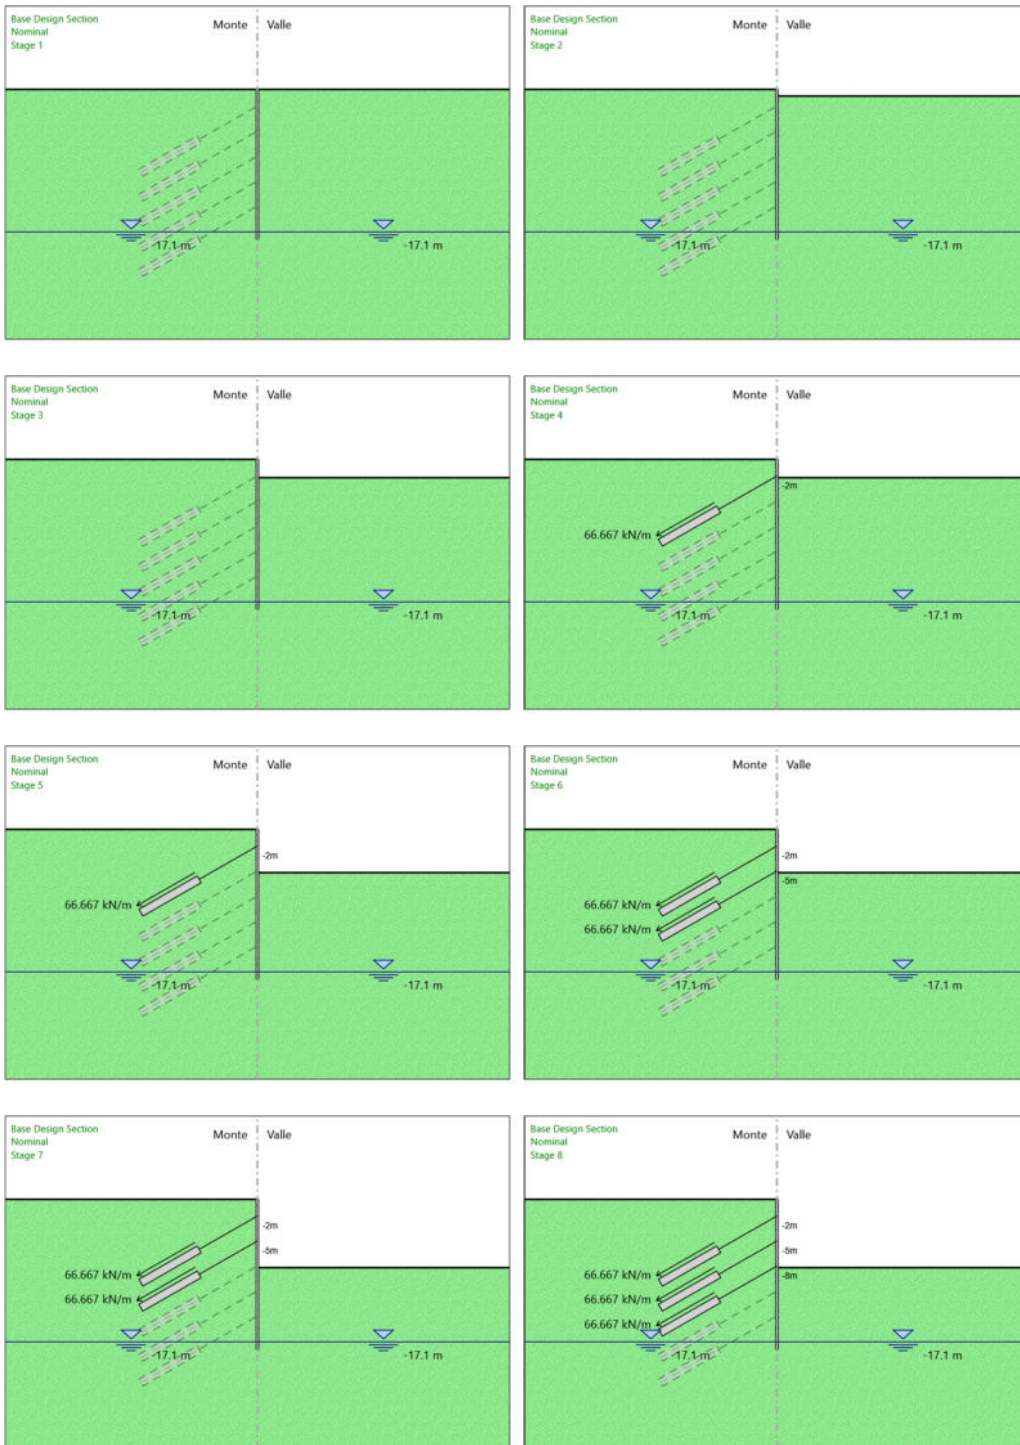 Base Design Section
Nominal
Stage 1
Monte
Valle
-17.1 m
-17.1 m
Base Design Section
Nominal
Stage 2
Monte
Valle
-17.1 m
-17.1 m
Base Design Section
Nominal
Stage 3
Monte
Valle
-17.1 m
-17.1 m
Base Design Section
Nominal
Stage 4
Monte
Valle
-2m
66.667 kN/m
-17.1 m
-17.1 m
Base Design Section
Nominal
Stage 5
Monte
Valle
-2m
66.667 kN/m
-17.1 m
-17.1 m
Base Design Section
Nominal
Stage 6
Monte
Valle
-2m
-5m
66.667 kN/m
66.667 kN/m
-17.1 m
-17.1 m
Base Design Section
Nominal
Stage 7
Monte
Valle
-2m
-5m
66.667 kN/m
66.667 kN/m
-17.1 m
-17.1 m
Base Design Section
Nominal
Stage 8
Monte
Valle
-2m
-5m
-8m
66.667 kN/m
66.667 kN/m
66.667 kN/m
-17.1 m
-17.1 m